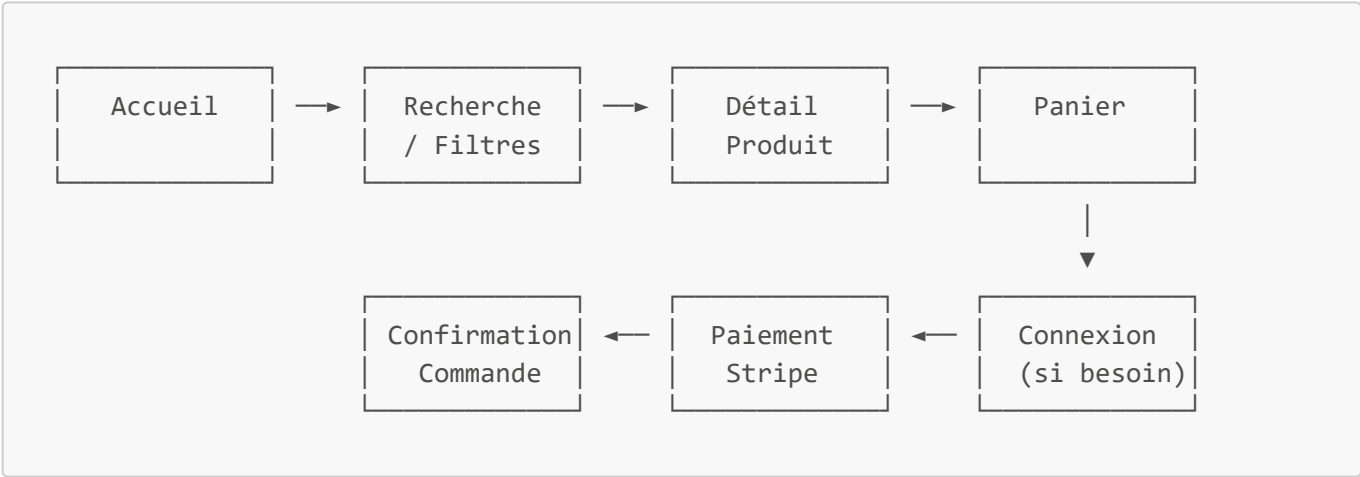 Accueil Recherche Détail Panier
/ Filtres Produit
Confirmation Paiement Connexion
Commande Stripe (si besoin)